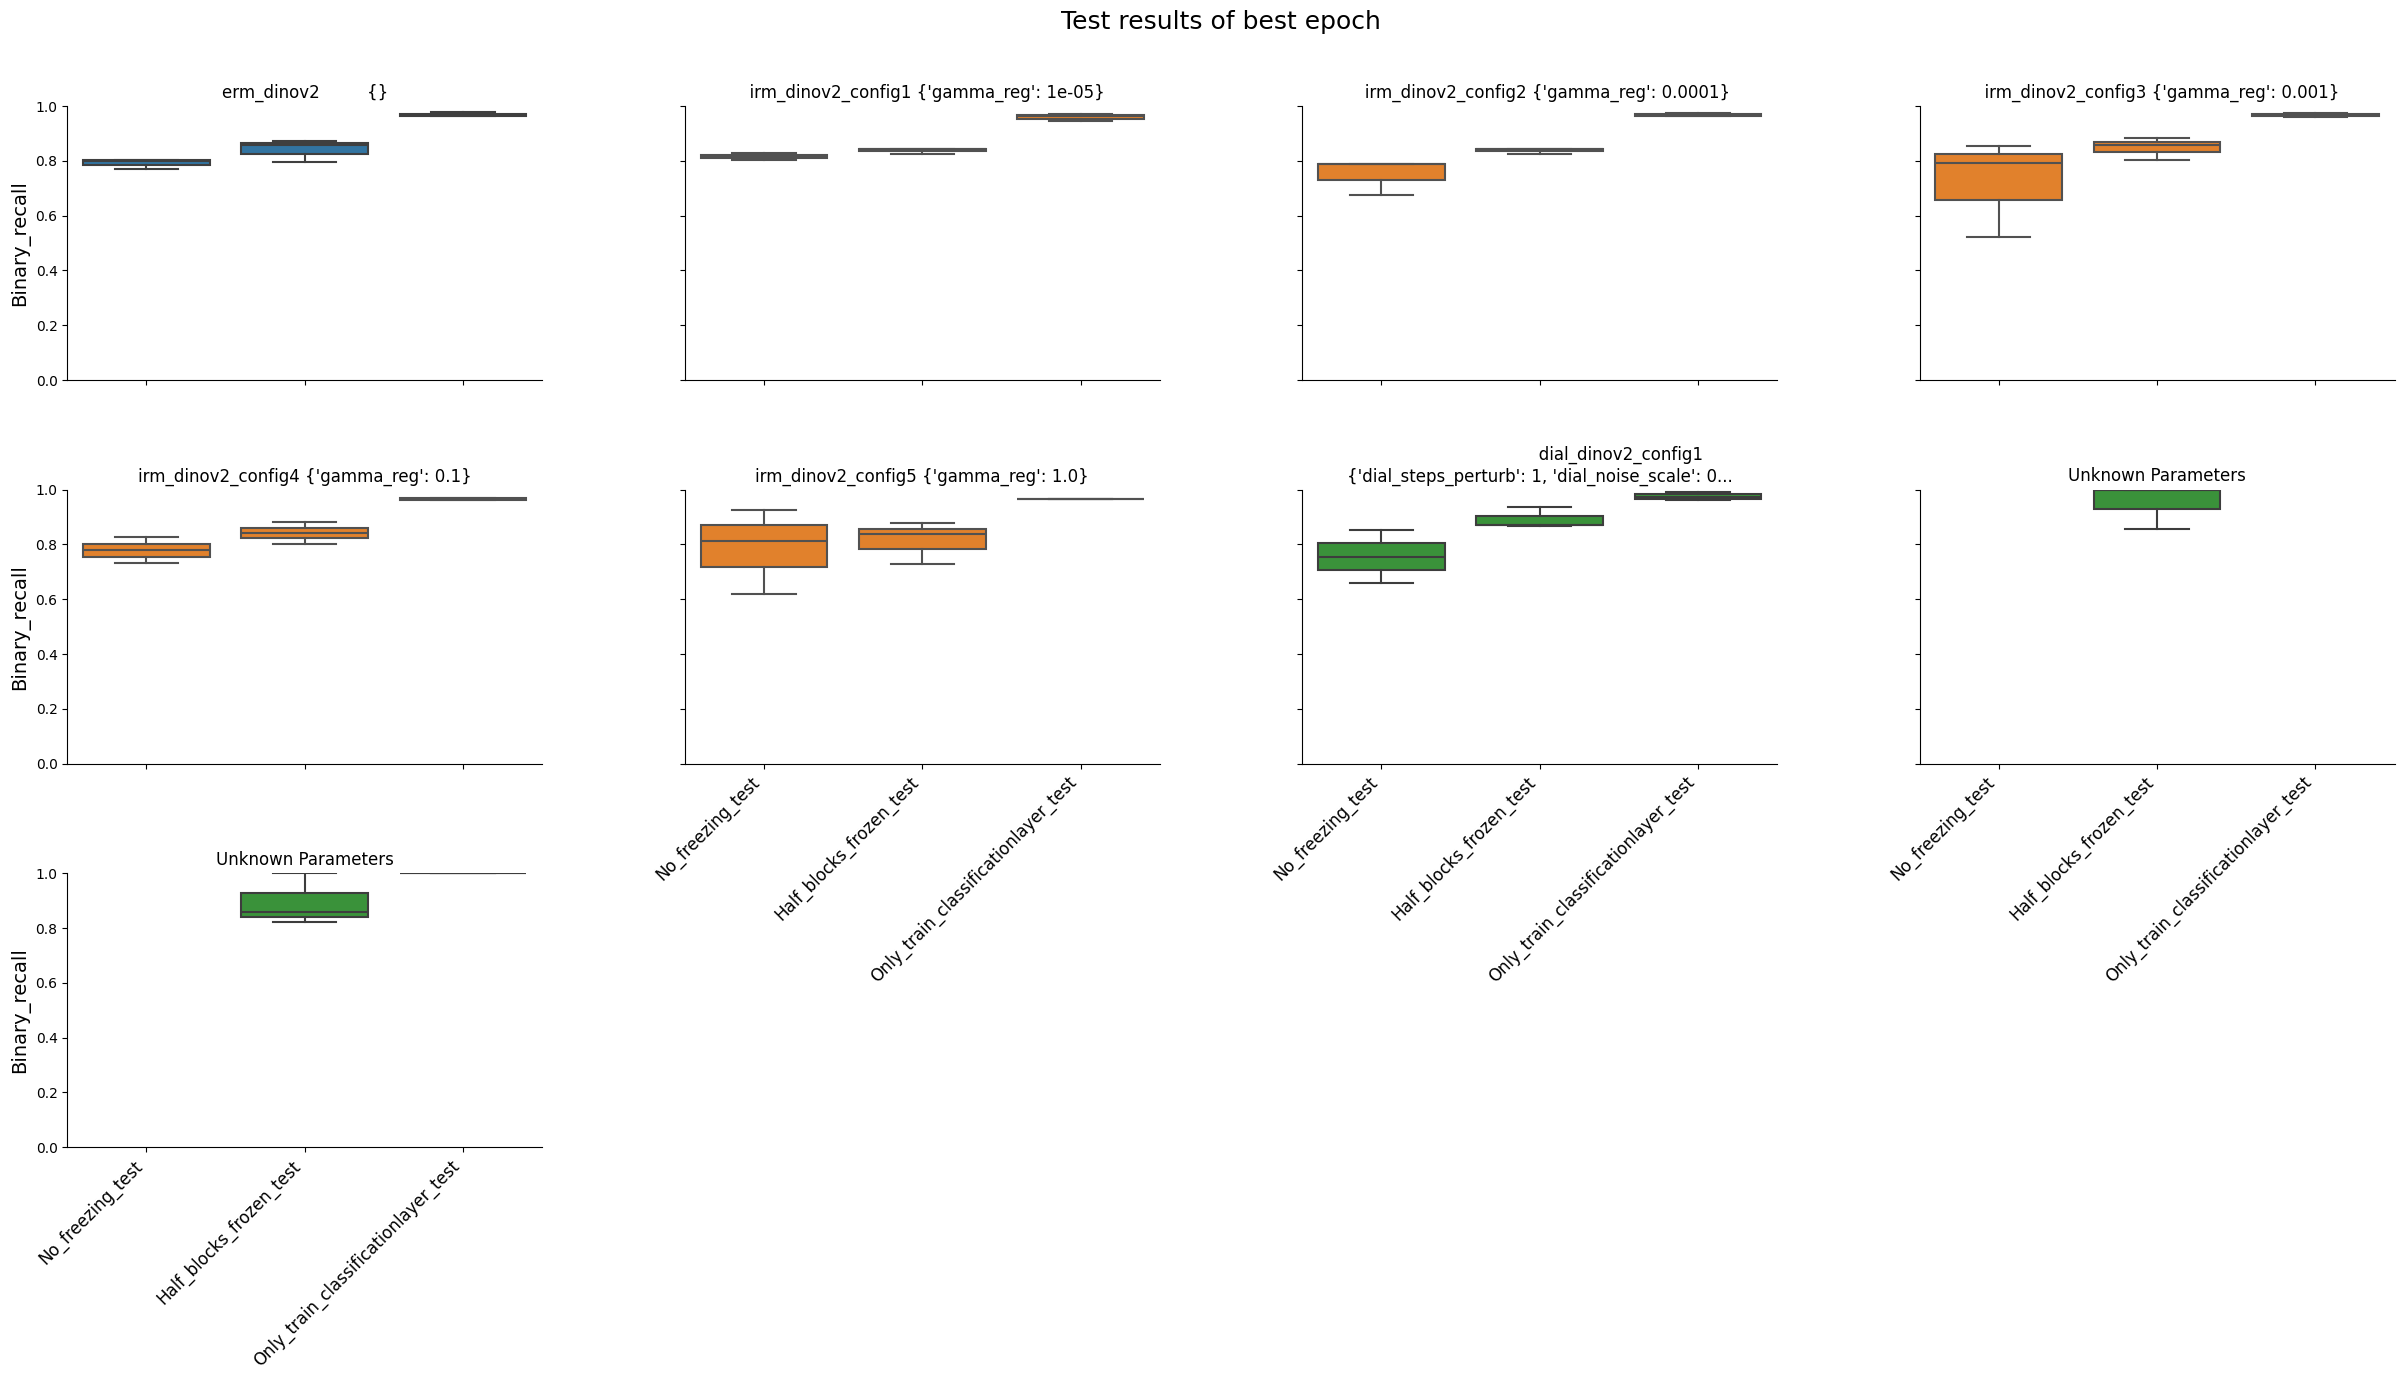 Test results of best epoch
erm_dinov2 {}
irm_dinov2_config1 {'gamma_reg': 1e-05}
irm_dinov2_config2 {'gamma_reg': 0.0001}
irm_dinov2_config3 {'gamma_reg': 0.001}
Binary_recall
1.0
0.8
0.6
0.4
0.2
0.0
irm_dinov2_config4 {'gamma_reg': 0.1}
irm_dinov2_config5 {'gamma_reg': 1.0}
dial_dinov2_config1
{'dial_steps_perturb': 1, 'dial_noise_scale': 0...
Unknown Parameters
Binary_recall
1.0
0.8
0.6
0.4
0.2
0.0
No_freezing_test
Half_blocks_frozen_test
Only_train_classificationlayer_test
No_freezing_test
Half_blocks_frozen_test
Only_train_classificationlayer_test
No_freezing_test
Half_blocks_frozen_test
Only_train_classificationlayer_test
Unknown Parameters
Binary_recall
1.0
0.8
0.6
0.4
0.2
0.0
No_freezing_test
Half_blocks_frozen_test
Only_train_classificationlayer_test